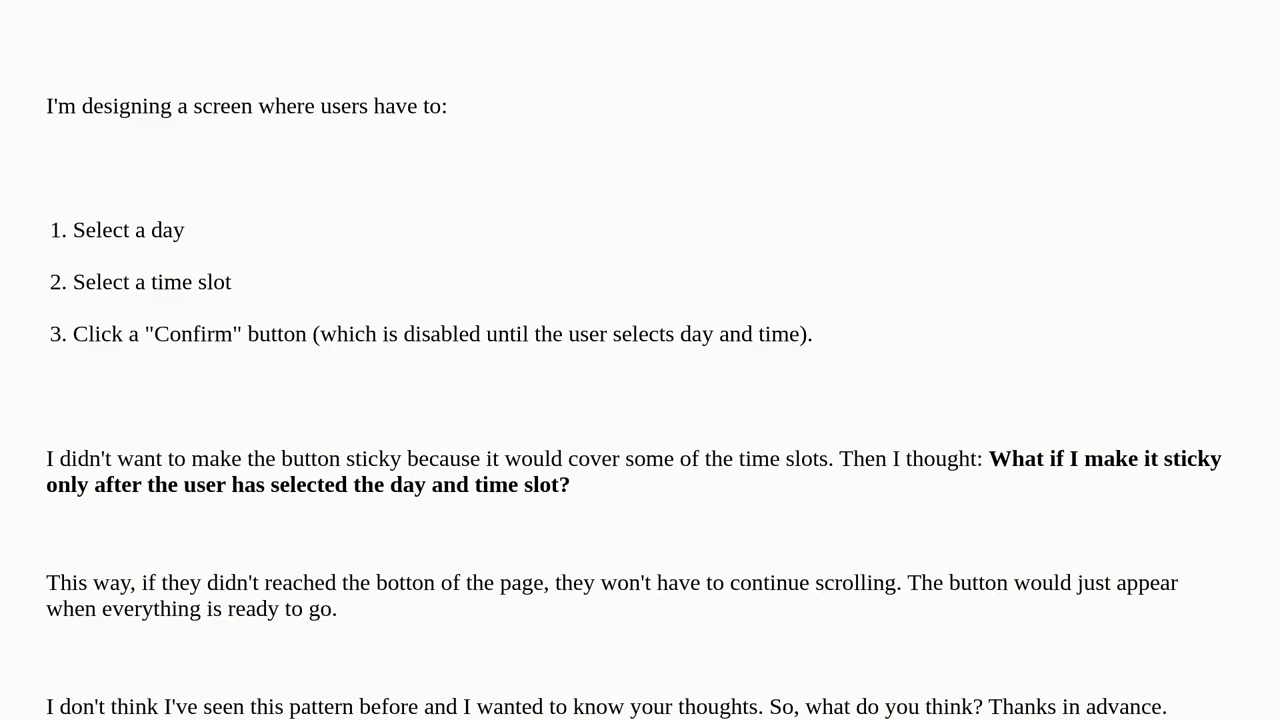 I'm designing a screen where users have to:
1. Select a day
2. Select a time slot
3. Click a "Confirm" button (which is disabled until the user selects day and time).
I didn't want to make the button sticky because it would cover some of the time slots. Then I thought: What if I make it sticky
only after the user has selected the day and time slot?
This way, if they didn't reached the botton of the page, they won't have to continue scrolling. The button would just appear
when everything is ready to go.
I don't think I've seen this pattern before and I wanted to know your thoughts. So, what do you think? Thanks in advance.